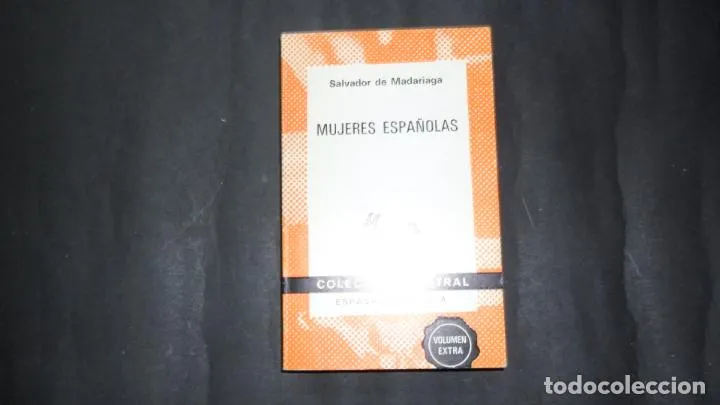 Salvador de Madariaga
MUJERES ESPAÑOLAS
VOLUMEN
EXTRA
todocoleccion